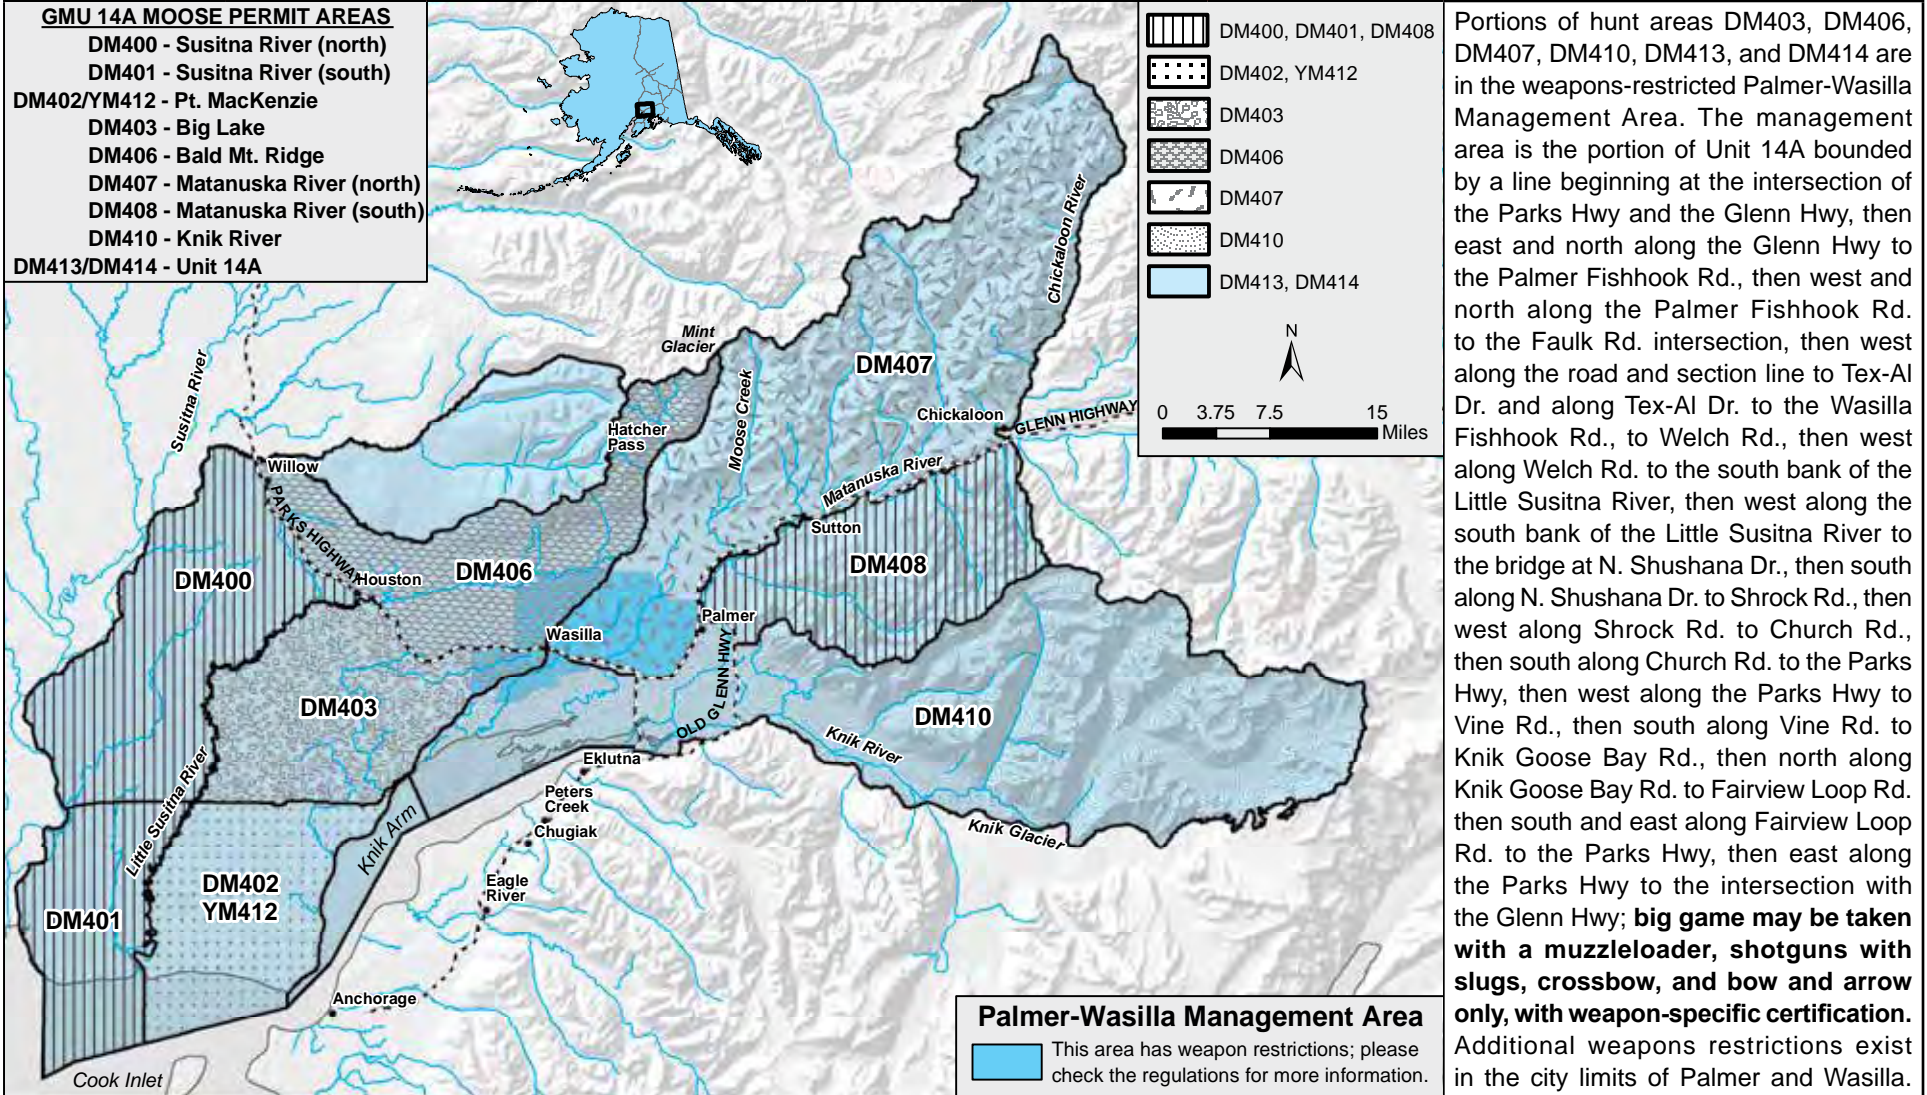 GMU 14A MOOSE PERMIT AREAS
DM400 - Susitna River (north)
DM401 - Susitna River (south)
DM402/YM412 - Pt. MacKenzie
DM403 - Big Lake
DM406 - Bald Mt. Ridge
DM407 - Matanuska River (north)
DM408 - Matanuska River (south)
DM410 - Knik River
DM413/DM414 - Unit 14A
DM400, DM401, DM408
DM402, YM412
DM403
DM406
DM407
DM410
DM413, DM414
N
0 3.75 7.5 15
Miles
Chickaloon River
Mint
Glacier
Susitna River
DM407
Moose Creek
Chickaloon
GLENN HIGHWAY
Hatcher
Pass
Willow
Matanuska River
PARKS HIGHWAY
Sutton
DM400
Houston
DM406
DM408
Palmer
Wasilla
OLD GLENN HWY
DM403
DM410
Knik River
Eklutna
Little Susitna River
Peters
Creek
Knik Arm
Chugiak
Knik Glacier
DM402
YM412
Eagle
River
DM401
Anchorage
Cook Inlet
Palmer-Wasilla Management Area
This area has weapon restrictions; please
check the regulations for more information.
Portions of hunt areas DM403, DM406,
DM407, DM410, DM413, and DM414 are
in the weapons-restricted Palmer-Wasilla
Management Area. The management
area is the portion of Unit 14A bounded
by a line beginning at the intersection of
the Parks Hwy and the Glenn Hwy, then
east and north along the Glenn Hwy to
the Palmer Fishhook Rd., then west and
north along the Palmer Fishhook Rd.
to the Faulk Rd. intersection, then west
along the road and section line to Tex-Al
Dr. and along Tex-Al Dr. to the Wasilla
Fishhook Rd., to Welch Rd., then west
along Welch Rd. to the south bank of the
Little Susitna River, then west along the
south bank of the Little Susitna River to
the bridge at N. Shushana Dr., then south
along N. Shushana Dr. to Shrock Rd., then
west along Shrock Rd. to Church Rd.,
then south along Church Rd. to the Parks
Hwy, then west along the Parks Hwy to
Vine Rd., then south along Vine Rd. to
Knik Goose Bay Rd., then north along
Knik Goose Bay Rd. to Fairview Loop Rd.
then south and east along Fairview Loop
Rd. to the Parks Hwy, then east along
the Parks Hwy to the intersection with
the Glenn Hwy; big game may be taken
with a muzzleloader, shotguns with
slugs, crossbow, and bow and arrow
only, with weapon-specific certification.
Additional weapons restrictions exist
in the city limits of Palmer and Wasilla.